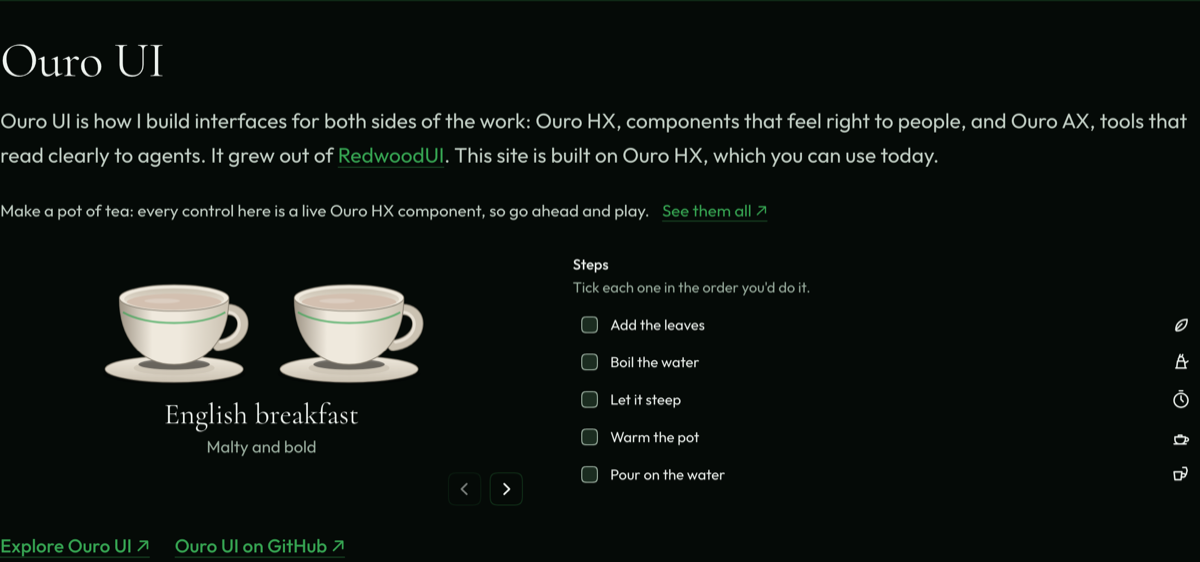 Ouro UI
Ouro UI is how I build interfaces for both sides of the work: Ouro HX, components that feel right to people, and Ouro AX, tools that
read clearly to agents. It grew out of RedwoodUI. This site is built on Ouro HX, which you can use today.
Make a pot of tea: every control here is a live Ouro HX component, so go ahead and play. See them all ↗
English breakfast
Malty and bold
Steps
Tick each one in the order you'd do it.
Add the leaves
Boil the water
Let it steep
Warm the pot
Pour on the water
Explore Ouro UI ↗ Ouro UI on GitHub ↗